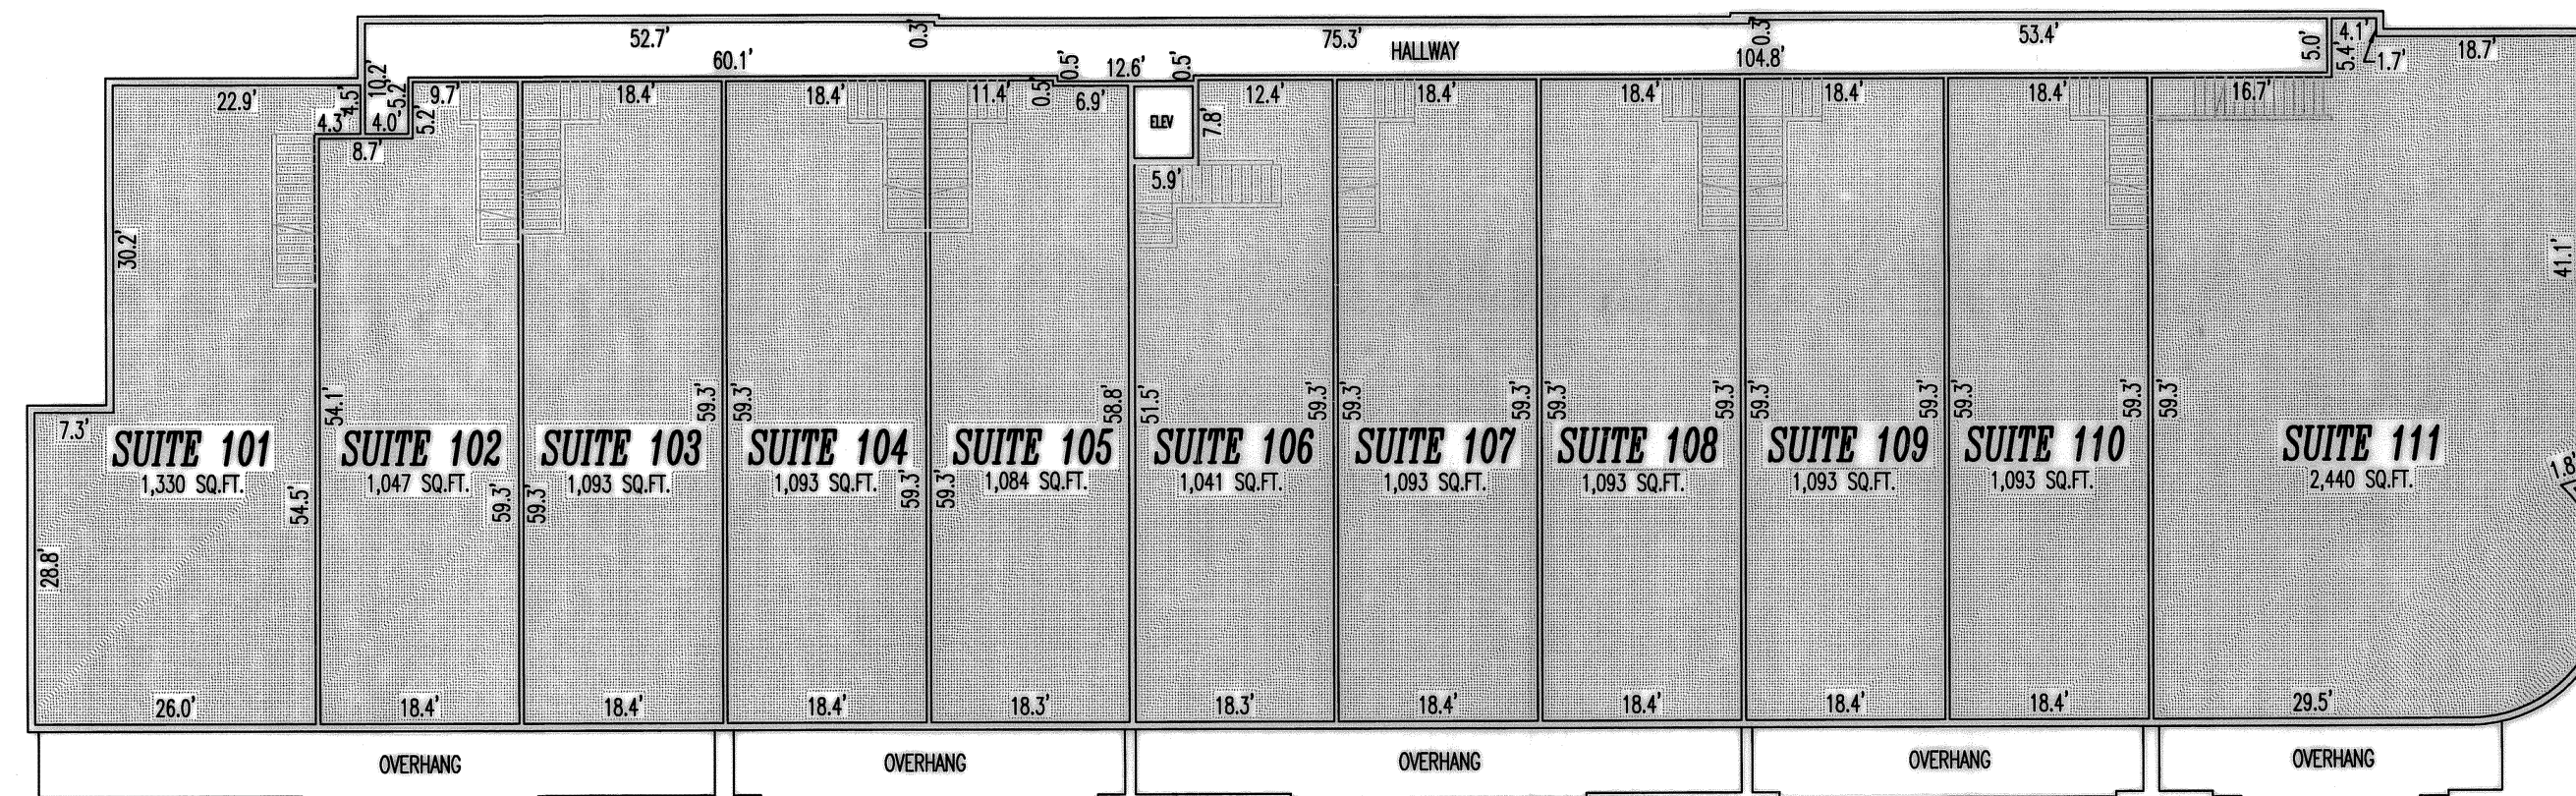 52.7' 0.3' 75.3' 0.3' 53.4' 5.0' 4.1'
HALLWAY
60.1' 0.5' 12.6' 0.5' 104.8' 5.4' 1.7' 18.7'
22.9' 4.5' 10.2' 5.2' 9.7' 18.4' 18.4' 11.4' 0.5' 6.9' 12.4' 18.4' 18.4' 18.4' 18.4' 16.7'
4.3' 4.0' 5.2' ELEV 7.8'
8.7' 5.9'
30.2' 41.1'
54.1' 59.3' 59.3' 58.8' 51.5' 59.3' 59.3' 59.3' 59.3' 59.3' 59.3' 59.3' 59.3' 59.3' 59.3'
7.3'
SUITE 101 SUITE 102 SUITE 103 SUITE 104 SUITE 105 SUITE 106 SUITE 107 SUITE 108 SUITE 109 SUITE 110 SUITE 111
1,330 SQ.FT. 1,047 SQ.FT. 1,093 SQ.FT. 1,093 SQ.FT. 1,084 SQ.FT. 1,041 SQ.FT. 1,093 SQ.FT. 1,093 SQ.FT. 1,093 SQ.FT. 1,093 SQ.FT. 2,440 SQ.FT.
1.8'
54.5' 59.3' 59.3' 59.3' 59.3'
28.8'
26.0' 18.4' 18.4' 18.4' 18.3' 18.3' 18.4' 18.4' 18.4' 18.4' 29.5'
OVERHANG OVERHANG OVERHANG OVERHANG OVERHANG